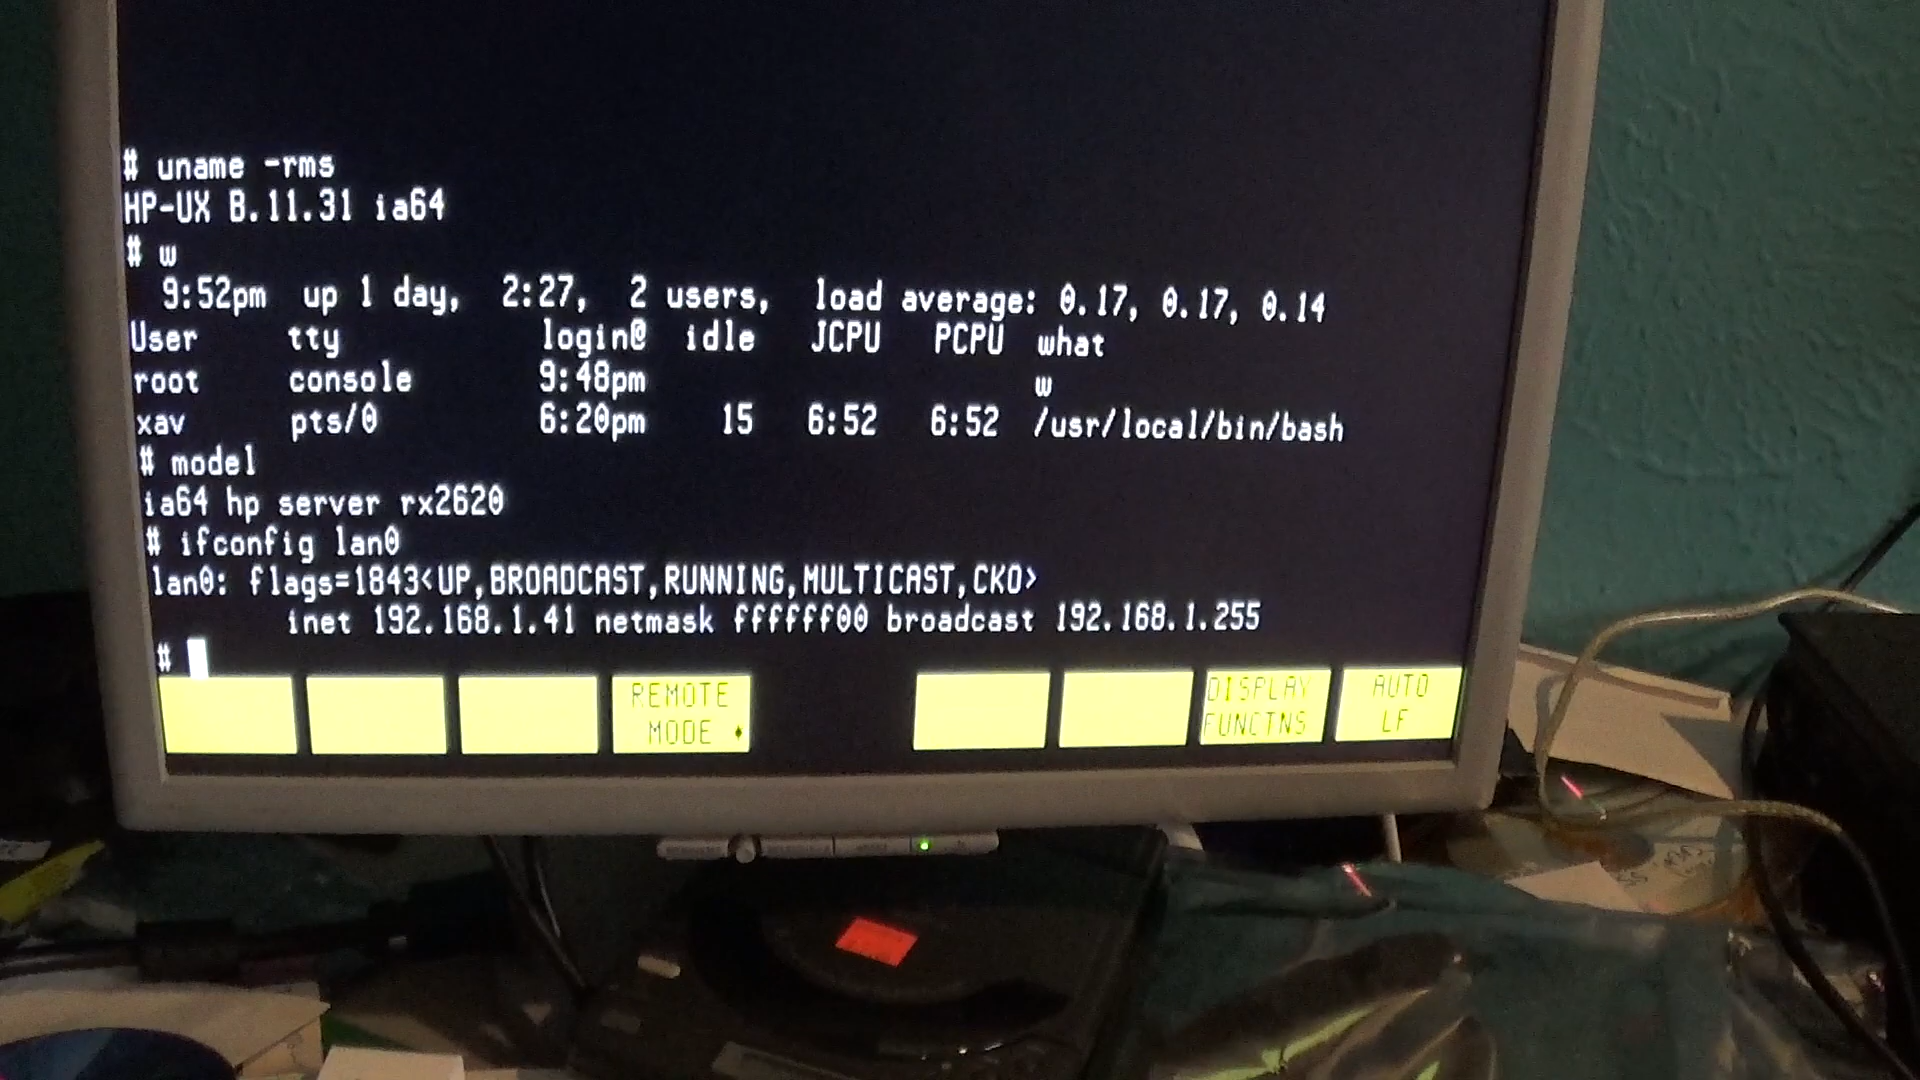 # uname -rms
HP-UX B.11.31 ia64
# w
9:52pm up 1 day, 2:27, 2 users, load average: 0.17, 0.17, 0.14
User tty login@ idle JCPU PCPU what
root console 9:48pm w
xav pts/0 6:20pm 15 6:52 6:52 /usr/local/bin/bash
# model
ia64 hp server rx2620
# ifconfig lan0
lan0: flags=1843<UP,BROADCAST,RUNNING,MULTICAST,CKO>
inet 192.168.1.41 netmask ffffff00 broadcast 192.168.1.255
#
REMOTE MODE DISPLAY FUNCTNS AUTO LF